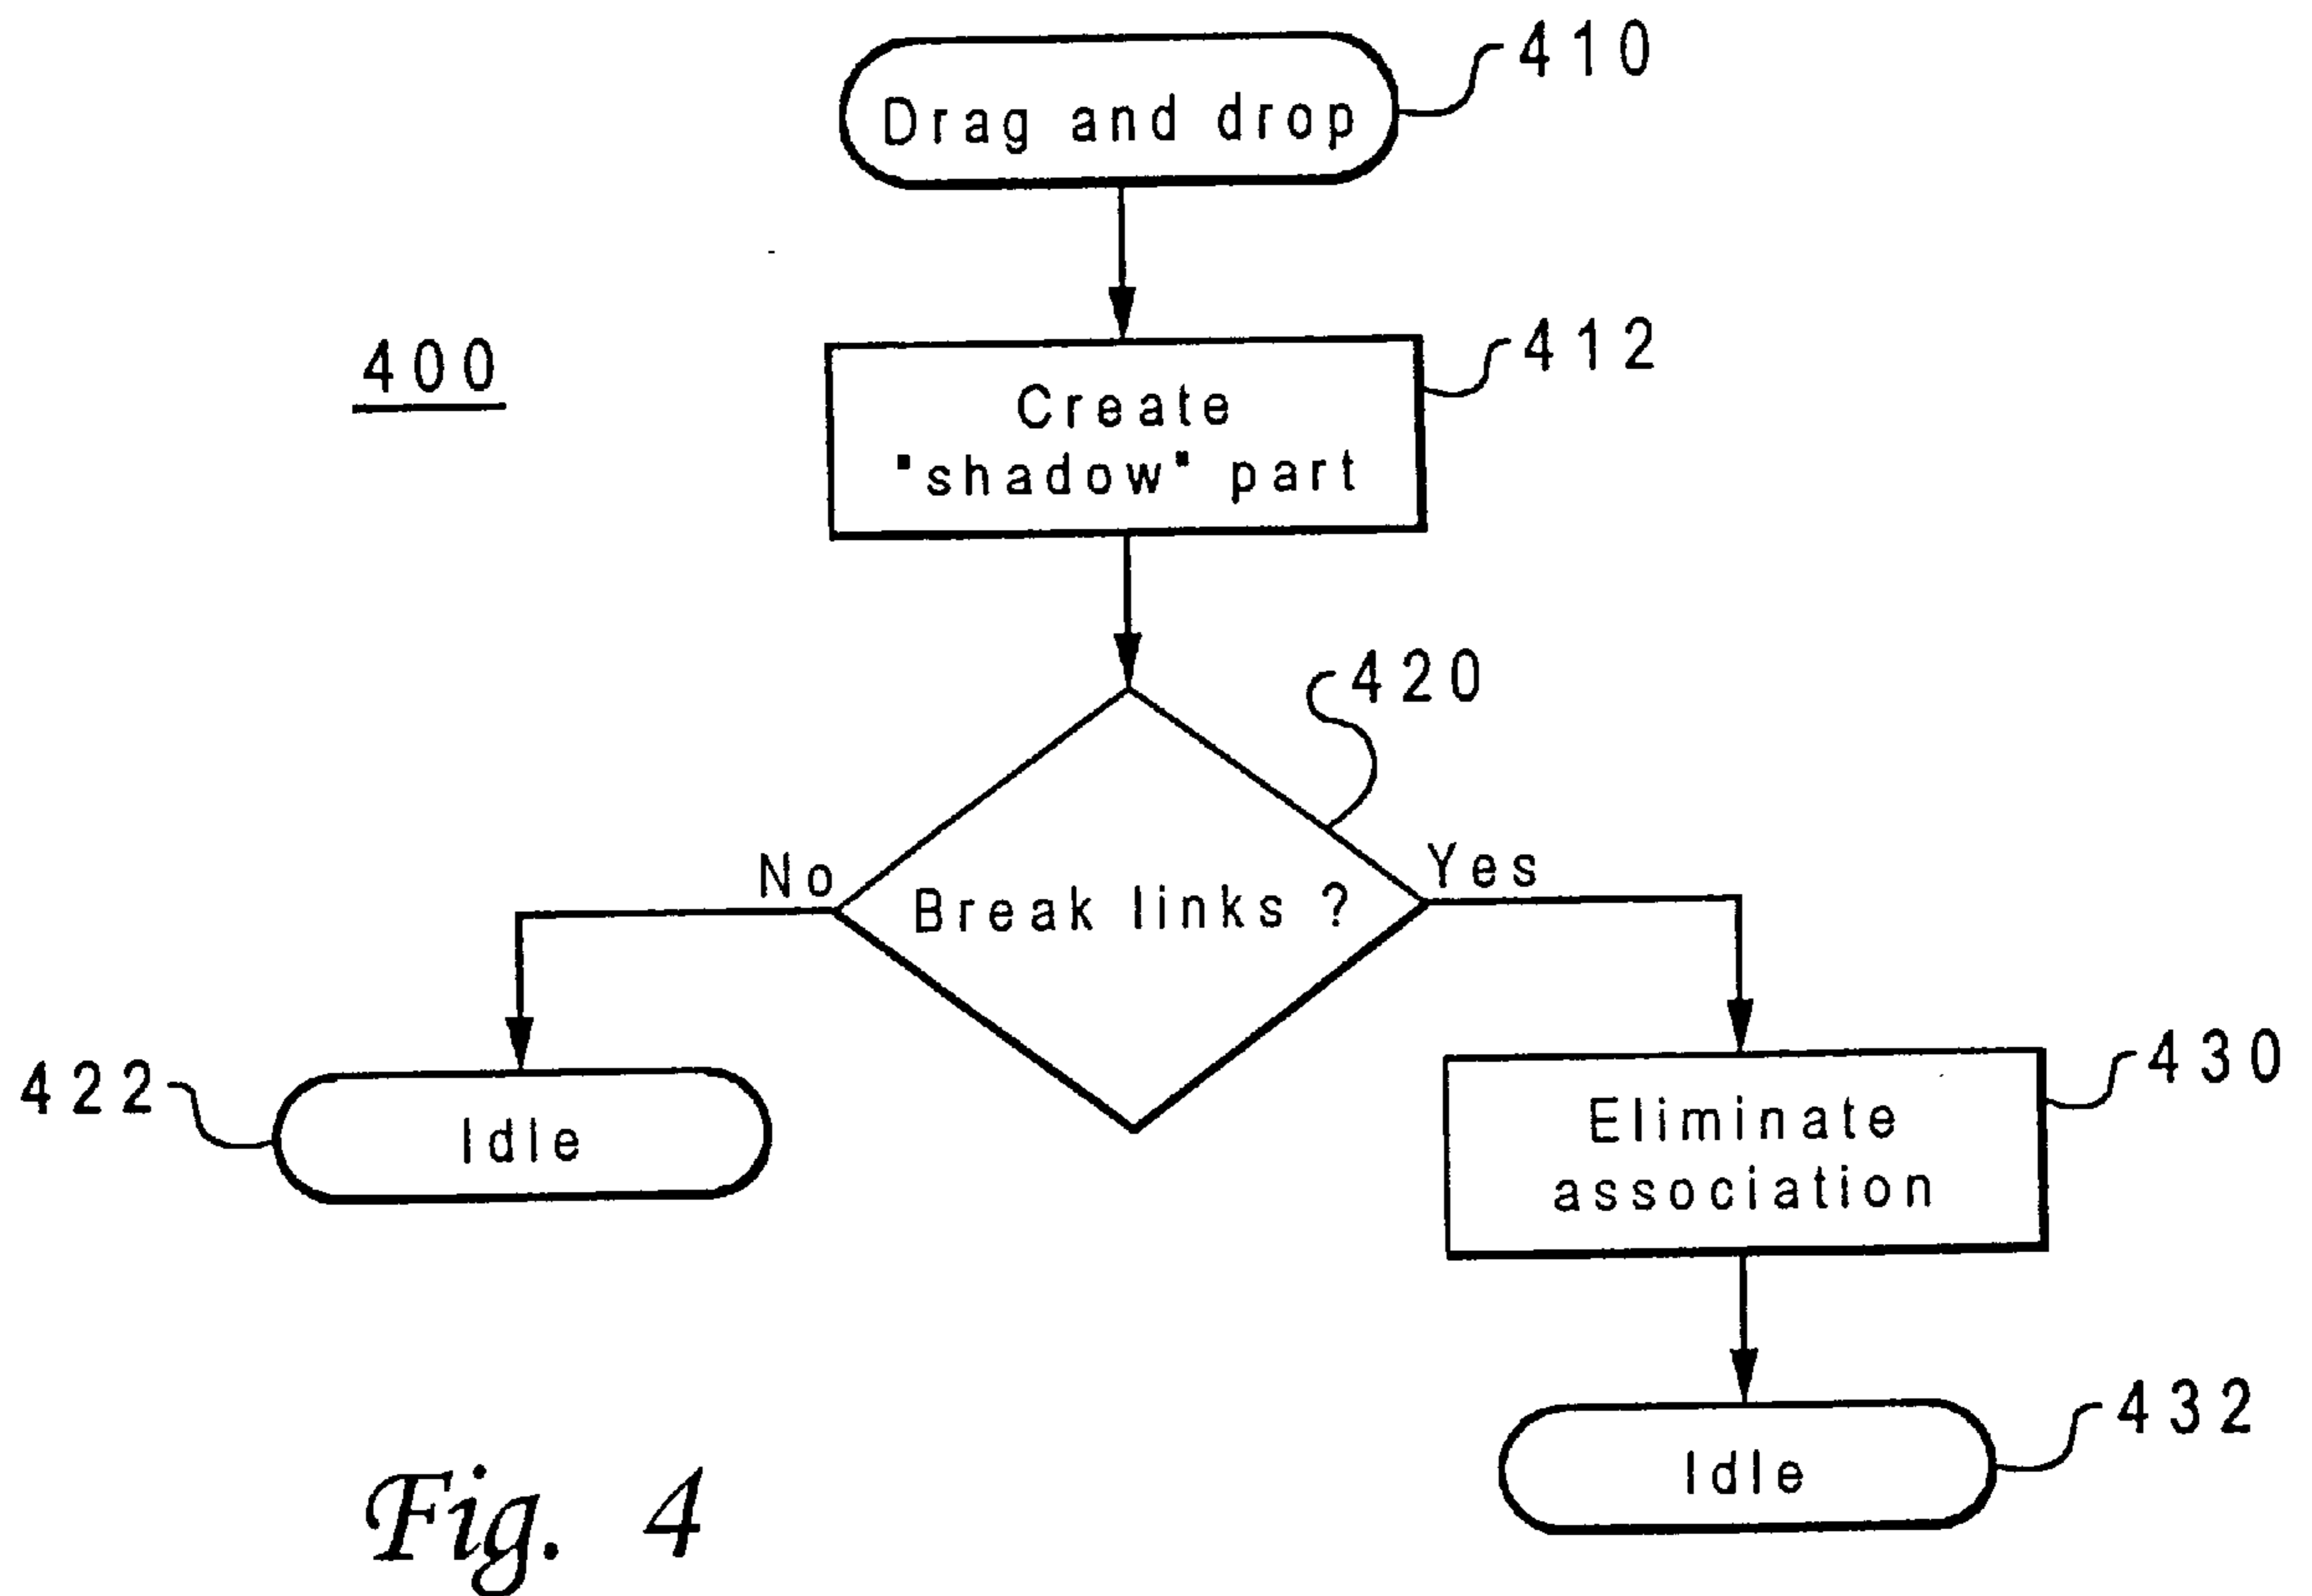 410
Drag and drop
412
400
Create
"shadow" part
420
No
Yes
Break links ?
422
Idle
430
Eliminate
association
432
Idle
Fig. 4